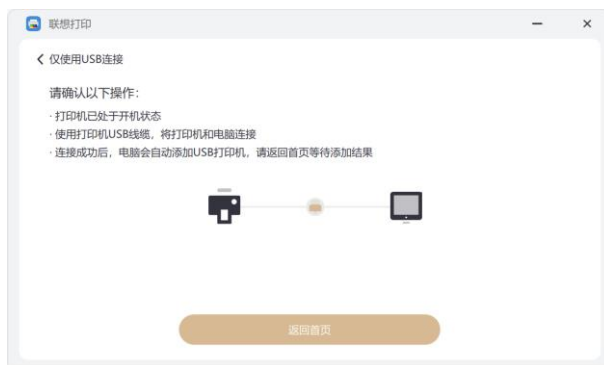 联想打印
仅使用USB连接
请确认以下操作：
· 打印机已处于开机状态
· 使用打印机USB线缆，将打印机和电脑连接
· 连接成功后，电脑会自动添加USB打印机，请返回首页等待添加结果
返回首页